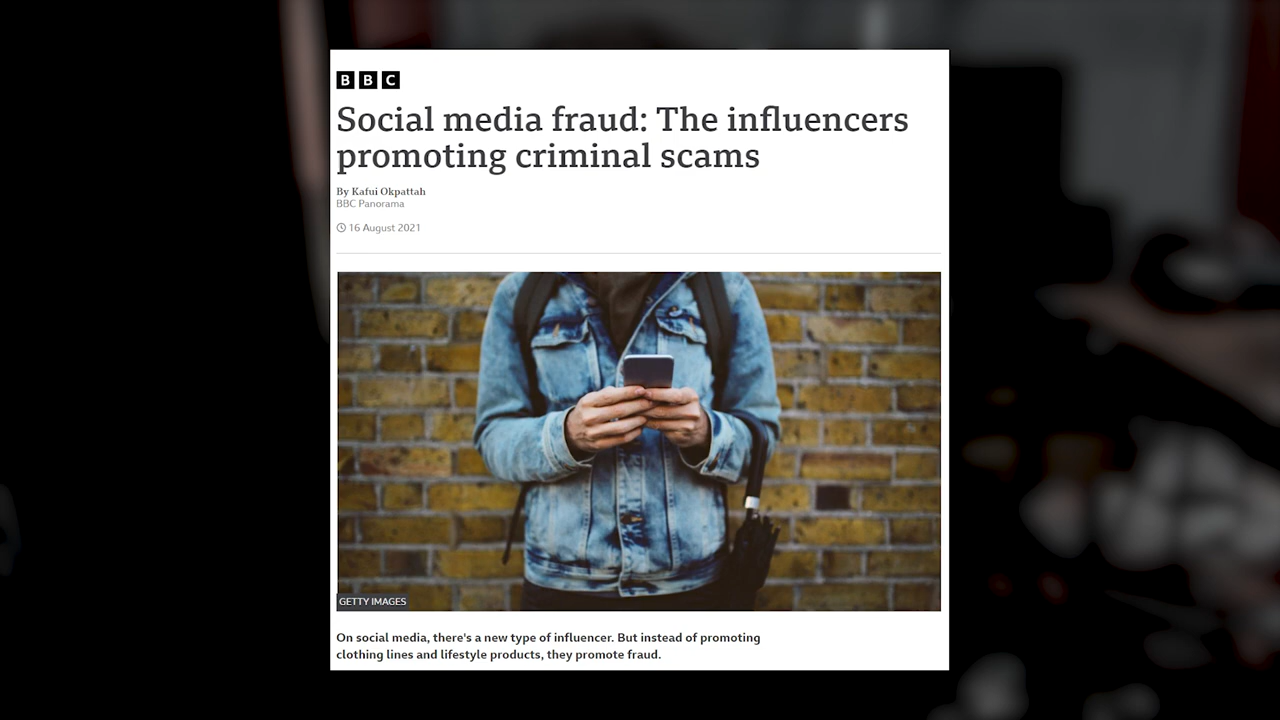 BBC
Social media fraud: The influencers
promoting criminal scams
By Kafui Okpattah
BBC Panorama
16 August 2021
GETTY IMAGES
On social media, there's a new type of influencer. But instead of promoting
clothing lines and lifestyle products, they promote fraud.